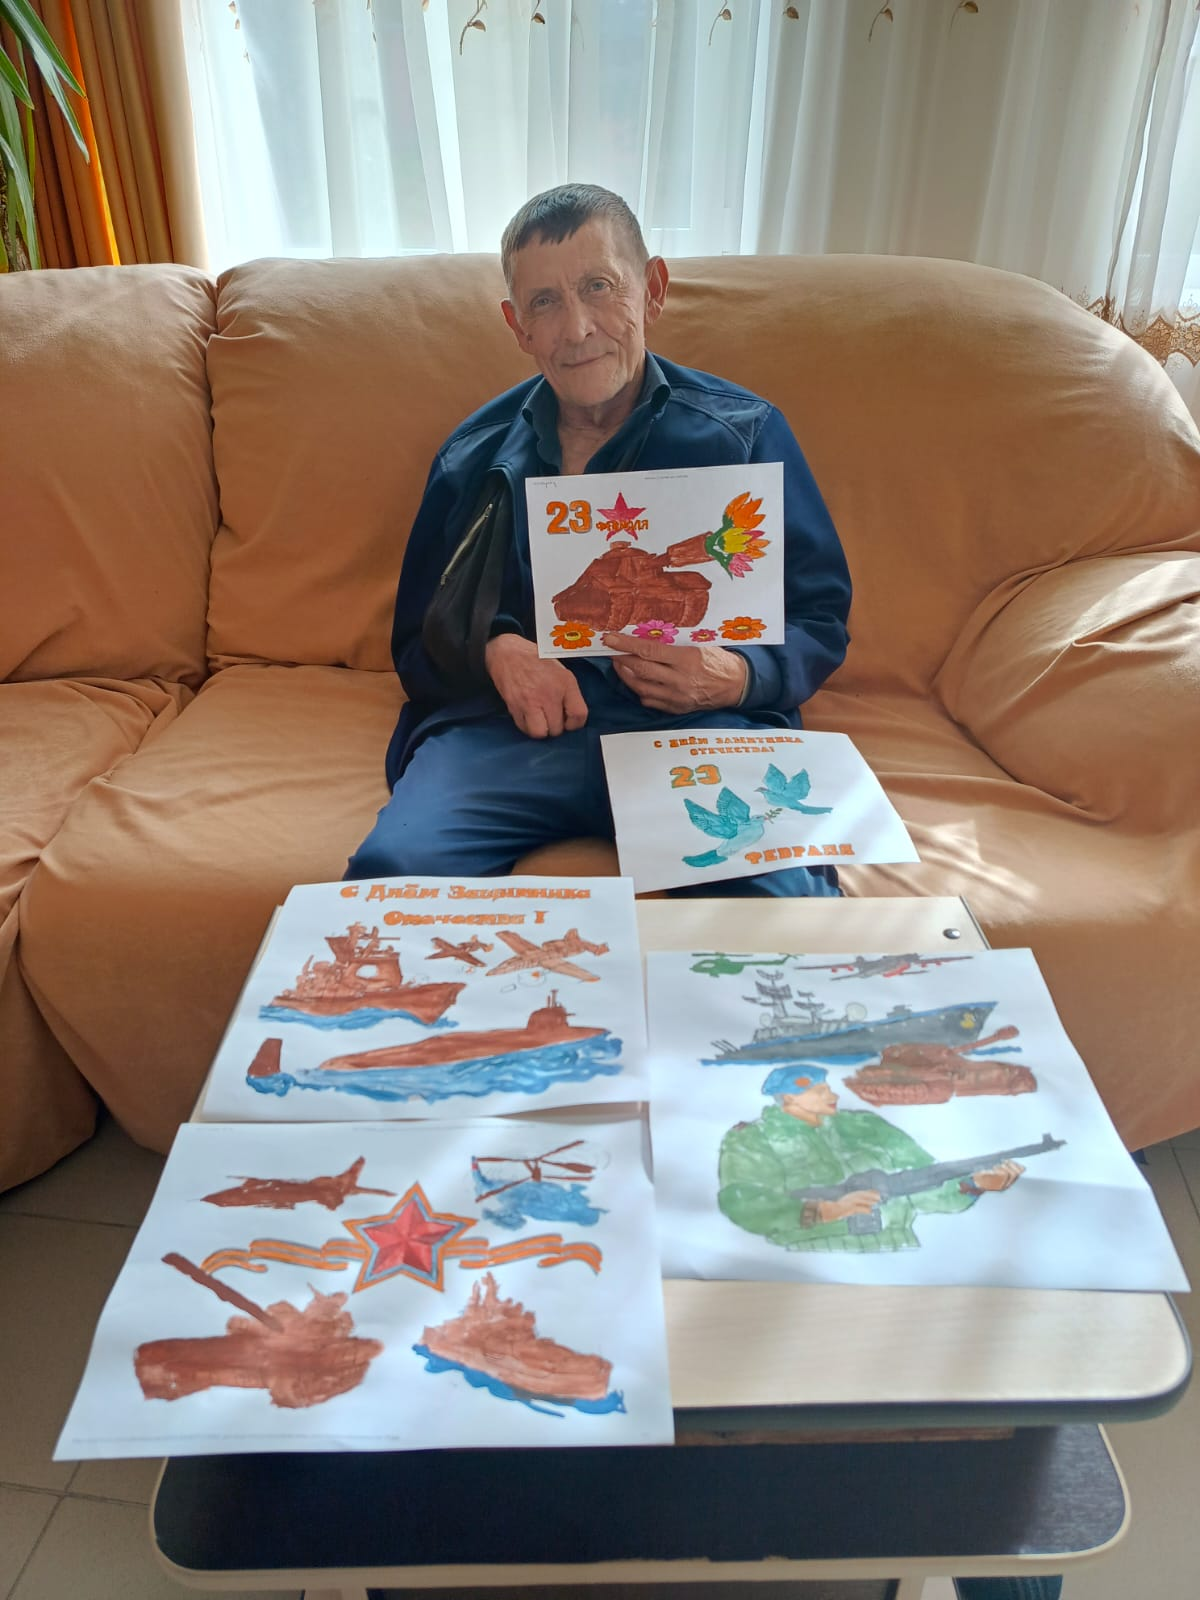 23
ФЕВРАЛЯ
С ДНЁМ ЗАЩИТНИКА
ОТЕЧЕСТВА!
23
ФЕВРАЛЯ
С Днём Защитника
Отечества !